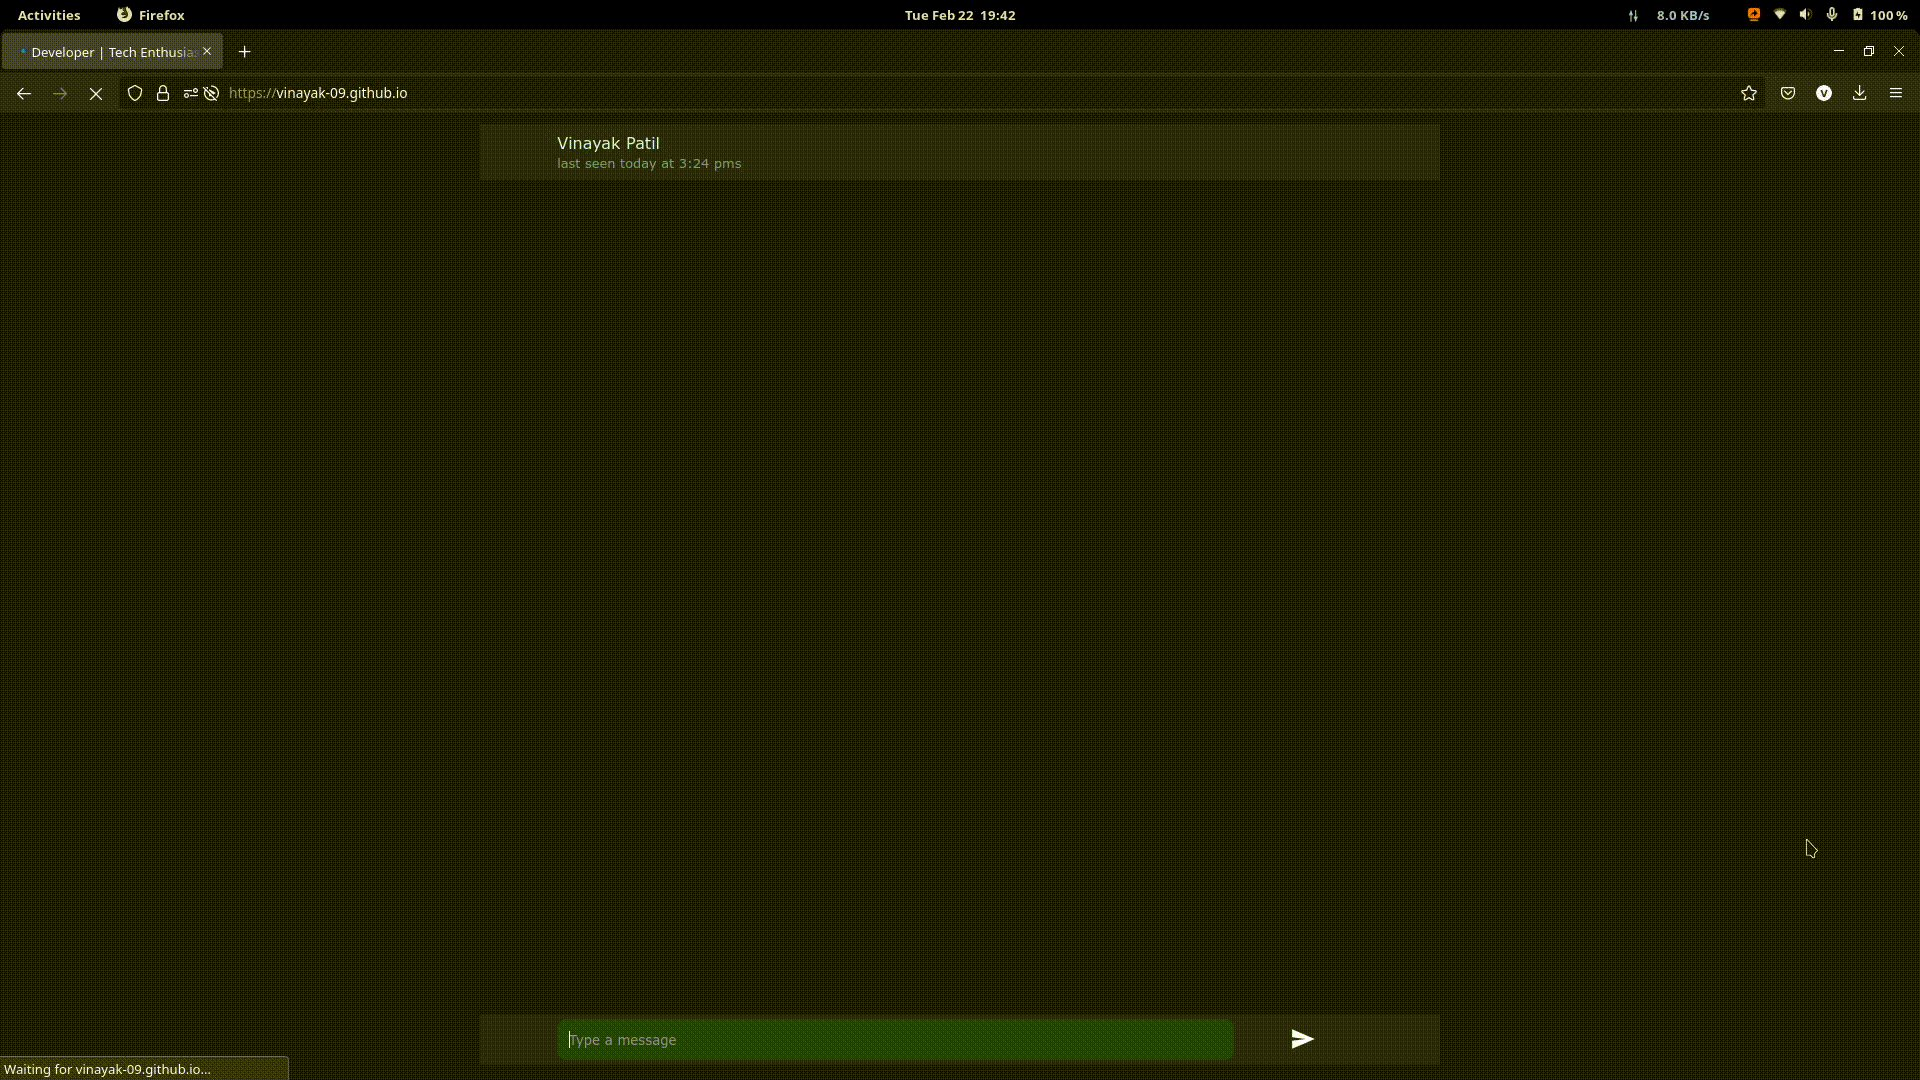 Activities Firefox Tue Feb 22 19:42 8.0 KB/s 100 %
Developer | Tech Enthusia
https://vinayak-09.github.io V
Vinayak Patil
last seen today at 3:24 pms
Type a message
Waiting for vinayak-09.github.io...